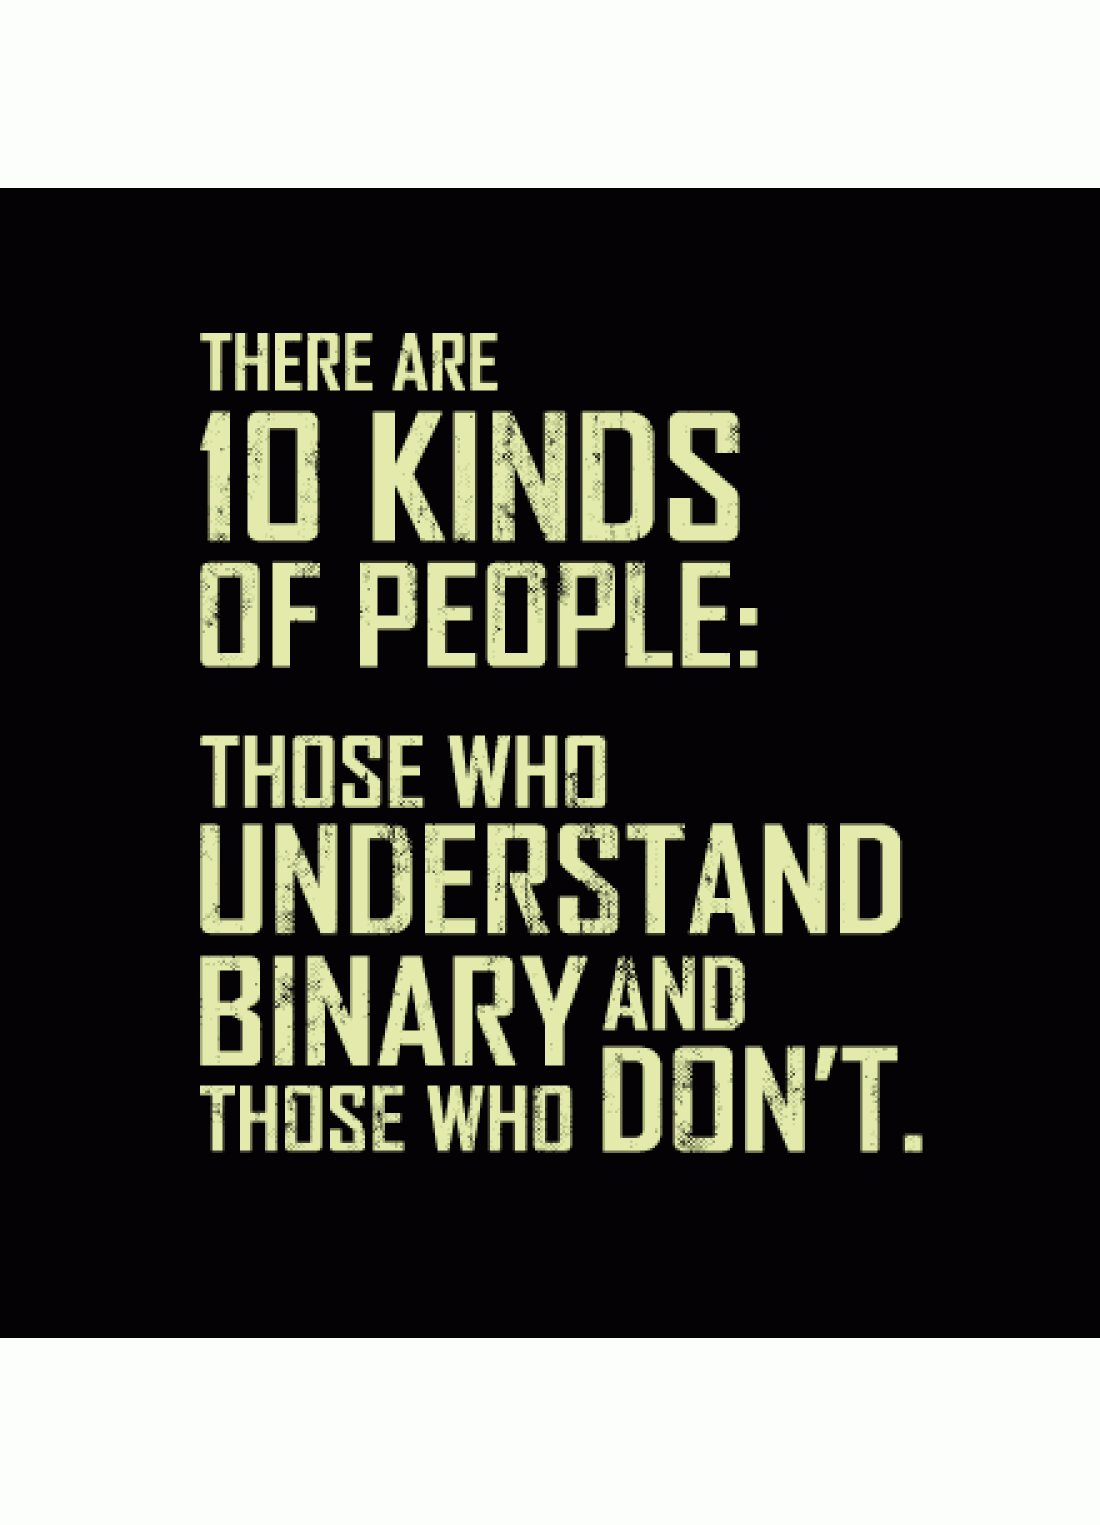 THERE ARE
10 KINDS
OF PEOPLE:
THOSE WHO
UNDERSTAND
BINARY AND
THOSE WHO DON'T.